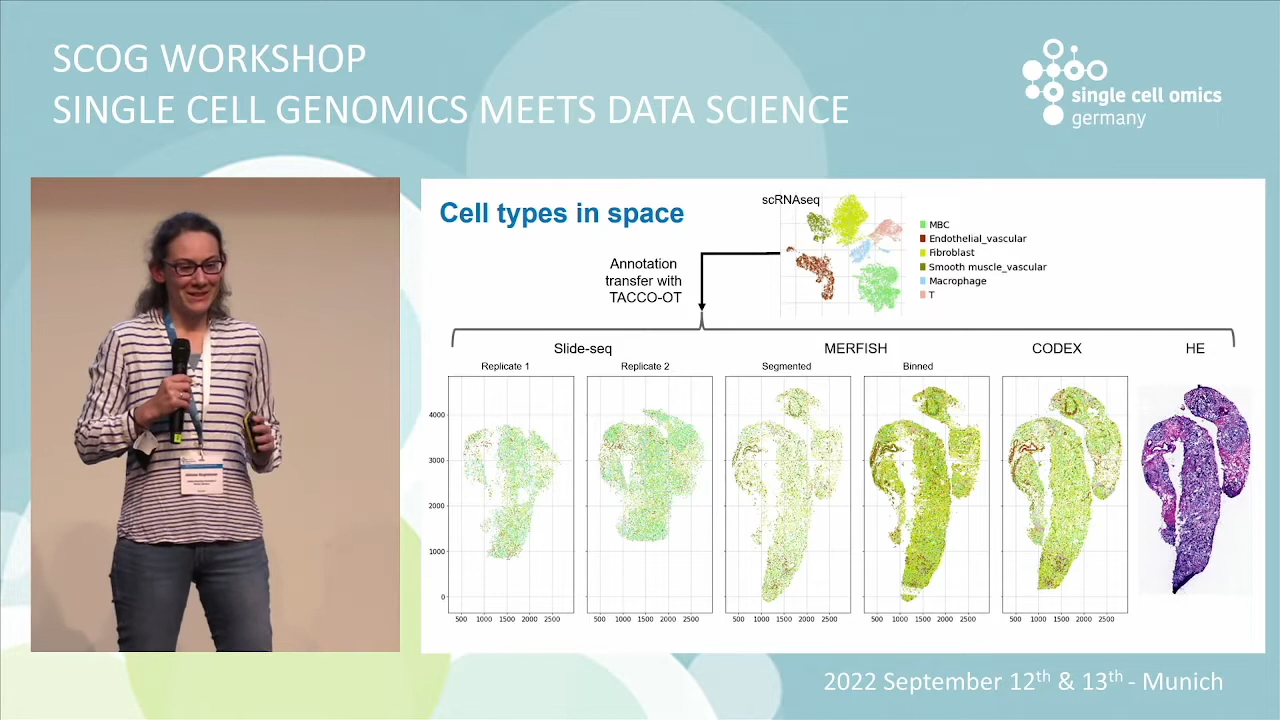 SCOG WORKSHOP
SINGLE CELL GENOMICS MEETS DATA SCIENCE
single cell omics
germany
Cell types in space
scRNAseq
MBC
Endothelial_vascular
Fibroblast
Smooth muscle_vascular
Macrophage
T
Annotation
transfer with
TACCO-OT
Slide-seq
MERFISH
CODEX
HE
Replicate 1
Replicate 2
Segmented
Binned
4000
3000
2000
1000
0
500 1000 1500 2000 2500
500 1000 1500 2000 2500
500 1000 1500 2000 2500
500 1000 1500 2000 2500
500 1000 1500 2000 2500
2022 September 12th & 13th - Munich